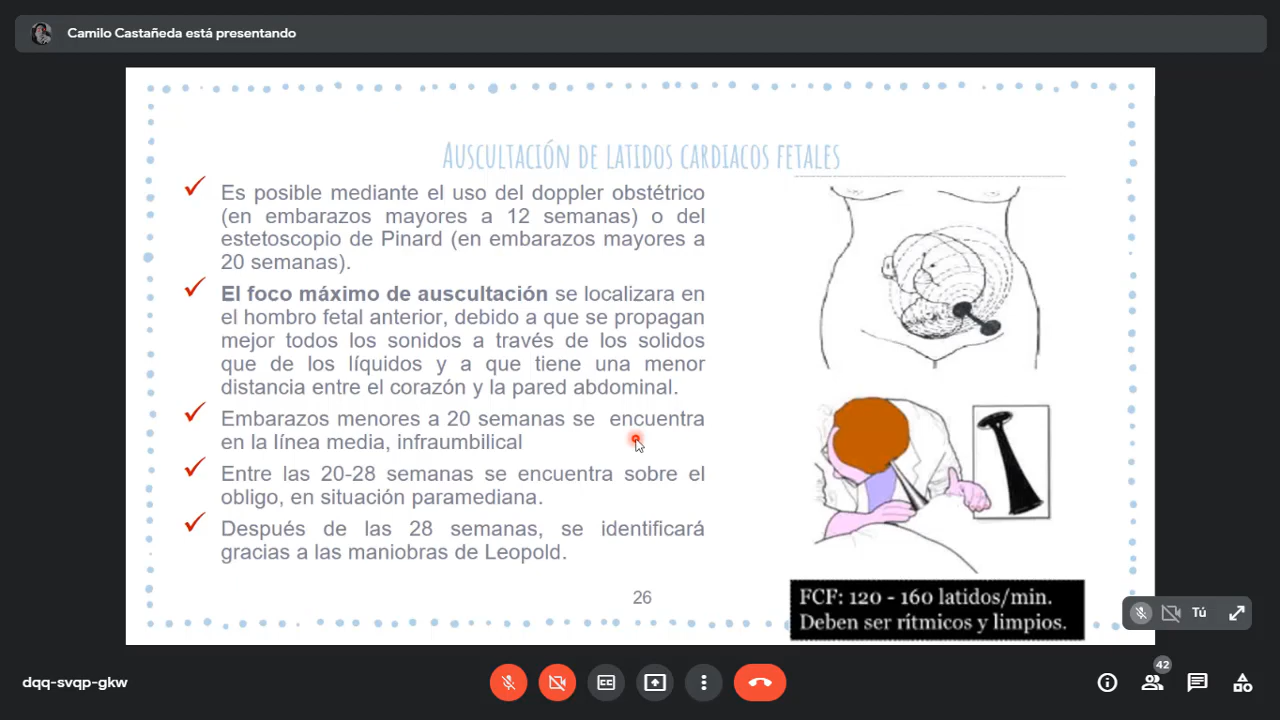 Camilo Castañeda está presentando
AUSCULTACIÓN DE LATIDOS CARDIACOS FETALES
Es posible mediante el uso del doppler obstétrico
(en embarazos mayores a 12 semanas) o del
estetoscopio de Pinard (en embarazos mayores a
20 semanas).
El foco máximo de auscultación se localizara en
el hombro fetal anterior, debido a que se propagan
mejor todos los sonidos a través de los solidos
que de los líquidos y a que tiene una menor
distancia entre el corazón y la pared abdominal.
Embarazos menores a 20 semanas se encuentra
en la línea media, infraumbilical
Entre las 20-28 semanas se encuentra sobre el
obligo, en situación paramediana.
Después de las 28 semanas, se identificará
gracias a las maniobras de Leopold.
26
FCF: 120 - 160 latidos/min.
Deben ser rítmicos y limpios.
Tú
dqq-svqp-gkw
CC
42